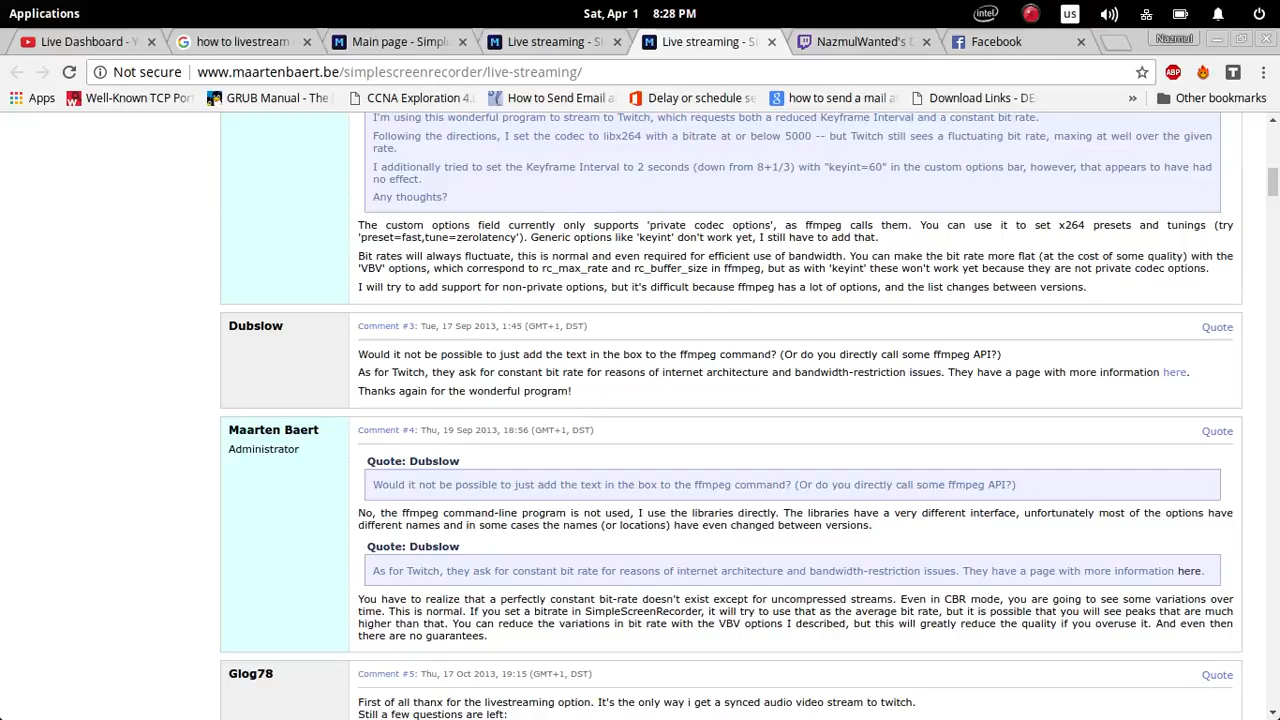 Applications
Sat, Apr 1 8:28 PM
intel
us
Live Dashboard - Y
how to livestream
Main page - Simple
Live streaming - Si
Live streaming - Si
NazmulWanted's D
Facebook
Nazmul
Not secure
www.maartenbaert.be/simplescreenrecorder/live-streaming/
ABP
T
Apps
Well-Known TCP Por
GRUB Manual - The
CCNA Exploration 4.
How to Send Email a
Delay or schedule se
how to send a mail a
Download Links - DE
»
Other bookmarks
I'm using this wonderful program to stream to Twitch, which requests both a reduced Keyframe Interval and a constant bit rate.
Following the directions, I set the codec to libx264 with a bitrate at or below 5000 -- but Twitch still sees a fluctuating bit rate, maxing at well over the given
rate.
I additionally tried to set the Keyframe Interval to 2 seconds (down from 8+1/3) with "keyint=60" in the custom options bar, however, that appears to have had
no effect.
Any thoughts?
The custom options field currently only supports 'private codec options', as ffmpeg calls them. You can use it to set x264 presets and tunings (try
'preset=fast,tune=zerolatency'). Generic options like 'keyint' don't work yet, I still have to add that.
Bit rates will always fluctuate, this is normal and even required for efficient use of bandwidth. You can make the bit rate more flat (at the cost of some quality) with the
'VBV' options, which correspond to rc_max_rate and rc_buffer_size in ffmpeg, but as with 'keyint' these won't work yet because they are not private codec options.
I will try to add support for non-private options, but it's difficult because ffmpeg has a lot of options, and the list changes between versions.
Dubslow
Comment #3: Tue, 17 Sep 2013, 1:45 (GMT+1, DST)
Quote
Would it not be possible to just add the text in the box to the ffmpeg command? (Or do you directly call some ffmpeg API?)
As for Twitch, they ask for constant bit rate for reasons of internet architecture and bandwidth-restriction issues. They have a page with more information here.
Thanks again for the wonderful program!
Maarten Baert
Administrator
Comment #4: Thu, 19 Sep 2013, 18:56 (GMT+1, DST)
Quote
Quote: Dubslow
Would it not be possible to just add the text in the box to the ffmpeg command? (Or do you directly call some ffmpeg API?)
No, the ffmpeg command-line program is not used, I use the libraries directly. The libraries have a very different interface, unfortunately most of the options have
different names and in some cases the names (or locations) have even changed between versions.
Quote: Dubslow
As for Twitch, they ask for constant bit rate for reasons of internet architecture and bandwidth-restriction issues. They have a page with more information here.
You have to realize that a perfectly constant bit-rate doesn't exist except for uncompressed streams. Even in CBR mode, you are going to see some variations over
time. This is normal. If you set a bitrate in SimpleScreenRecorder, it will try to use that as the average bit rate, but it is possible that you will see peaks that are much
higher than that. You can reduce the variations in bit rate with the VBV options I described, but this will greatly reduce the quality if you overuse it. And even then
there are no guarantees.
Glog78
Comment #5: Thu, 17 Oct 2013, 19:15 (GMT+1, DST)
Quote
First of all thanx for the livestreaming option. It's the only way i get a synced audio video stream to twitch.
Still a few questions are left: